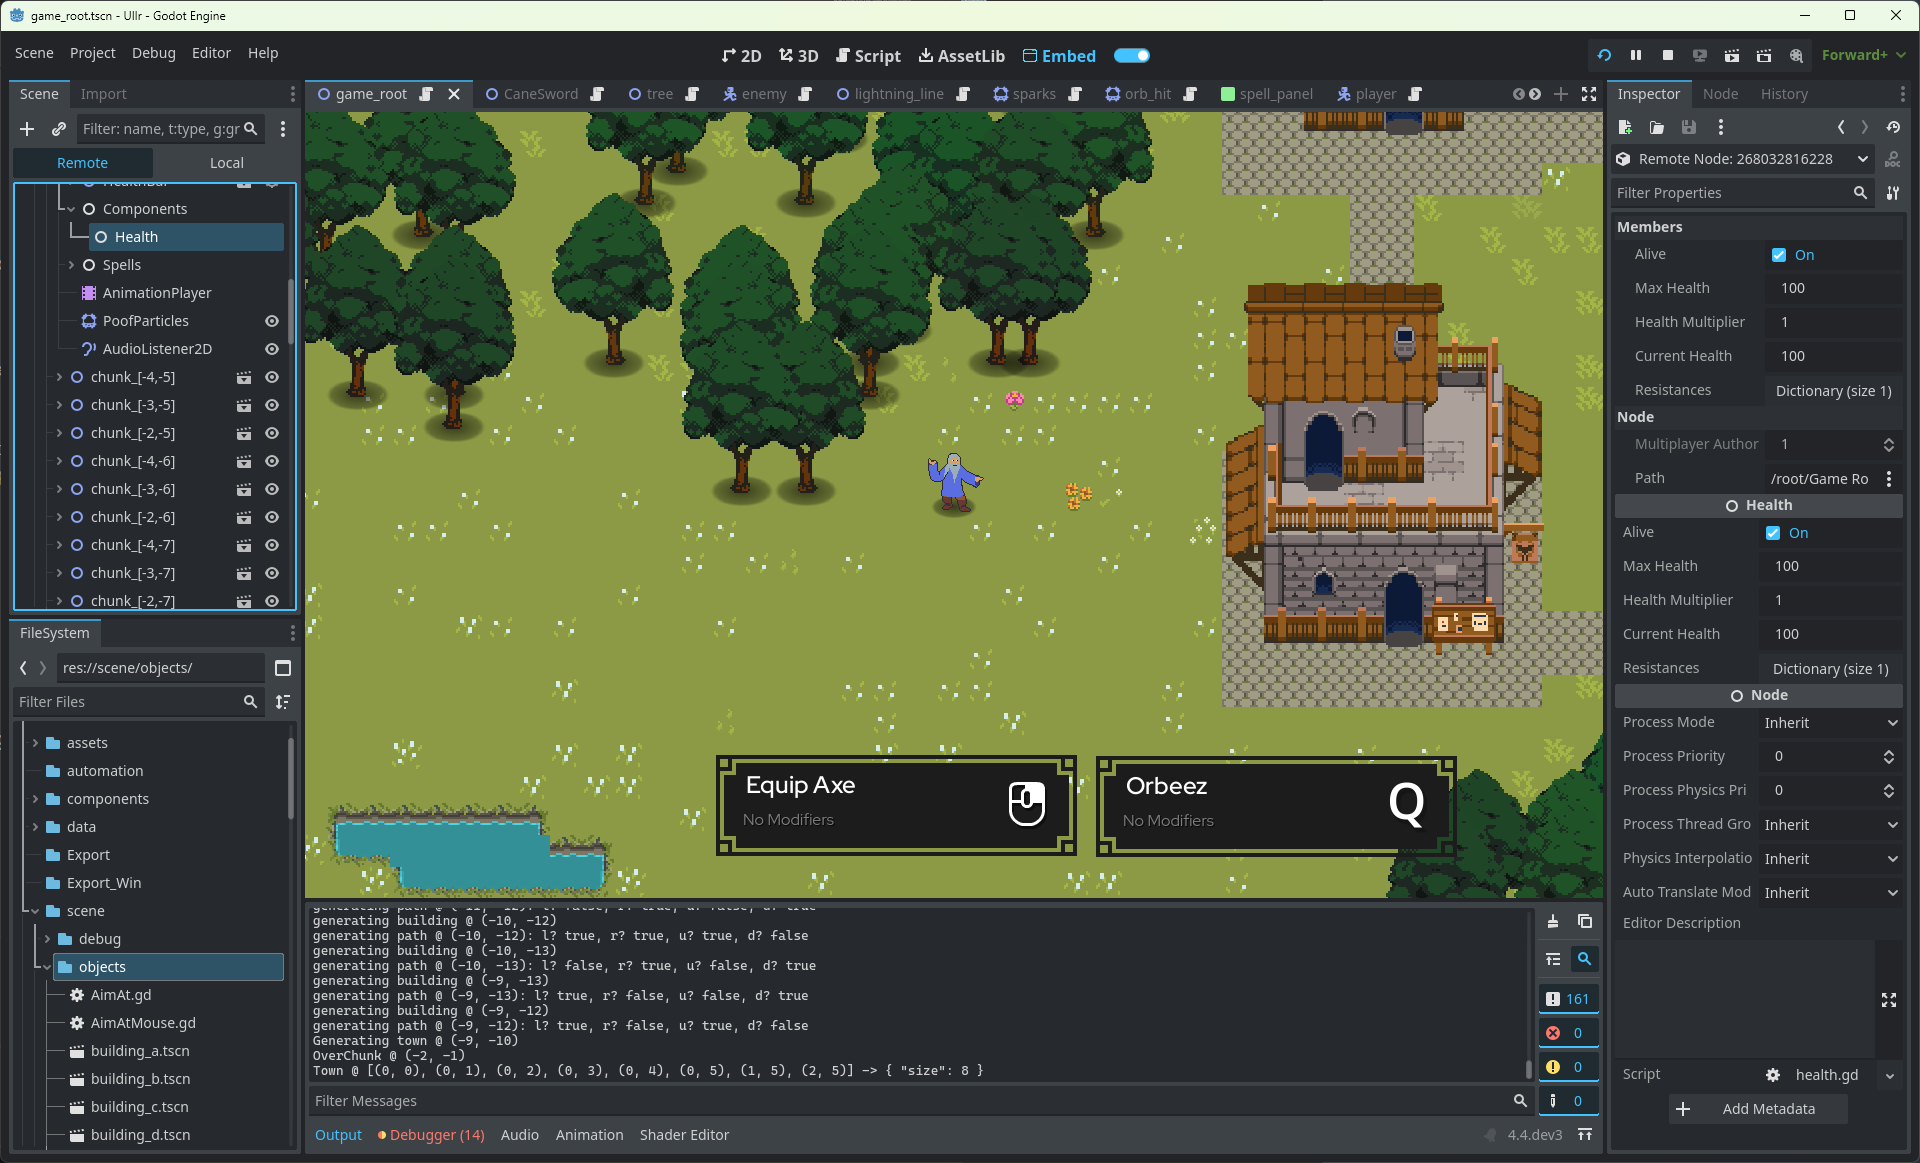 game_root.tscn - Ullr - Godot Engine
Scene Project Debug Editor Help
2D 3D Script AssetLib Embed
Forward+
Scene Import
game_root CaneSword tree enemy lightning_line sparks orb_hit spell_panel player
Inspector Node History
Filter: name, t:type, g:gr
Remote Local
HealthBar
Components
Health
Spells
AnimationPlayer
PoofParticles
AudioListener2D
chunk_[-4,-5]
chunk_[-3,-5]
chunk_[-2,-5]
chunk_[-4,-6]
chunk_[-3,-6]
chunk_[-2,-6]
chunk_[-4,-7]
chunk_[-3,-7]
chunk_[-2,-7]
FileSystem
res://scene/objects/
Filter Files
assets
automation
components
data
Export
Export_Win
scene
debug
objects
AimAt.gd
AimAtMouse.gd
building_a.tscn
building_b.tscn
building_c.tscn
building_d.tscn
Equip Axe
No Modifiers
Orbeez
No Modifiers
Q
generating path @ (-11, -12): l? false, r? true, u? false, d? true
generating building @ (-10, -12)
generating path @ (-10, -12): l? true, r? true, u? true, d? false
generating building @ (-10, -13)
generating path @ (-10, -13): l? false, r? true, u? false, d? true
generating building @ (-9, -13)
generating path @ (-9, -13): l? true, r? false, u? false, d? true
generating building @ (-9, -12)
generating path @ (-9, -12): l? true, r? false, u? true, d? false
Generating town @ (-9, -10)
OverChunk @ (-2, -1)
Town @ [(0, 0), (0, 1), (0, 2), (0, 3), (0, 4), (0, 5), (1, 5), (2, 5)] -> { "size": 8 }
161
0
0
0
Filter Messages
Output Debugger (14) Audio Animation Shader Editor
4.4.dev3
Remote Node: 268032816228
Filter Properties
Members
Alive On
Max Health 100
Health Multiplier 1
Current Health 100
Resistances Dictionary (size 1)
Node
Multiplayer Author 1
Path /root/Game Ro
Health
Alive On
Max Health 100
Health Multiplier 1
Current Health 100
Resistances Dictionary (size 1)
Node
Process Mode Inherit
Process Priority 0
Process Physics Pri 0
Process Thread Gro Inherit
Physics Interpolatio Inherit
Auto Translate Mod Inherit
Editor Description
Script health.gd
Add Metadata